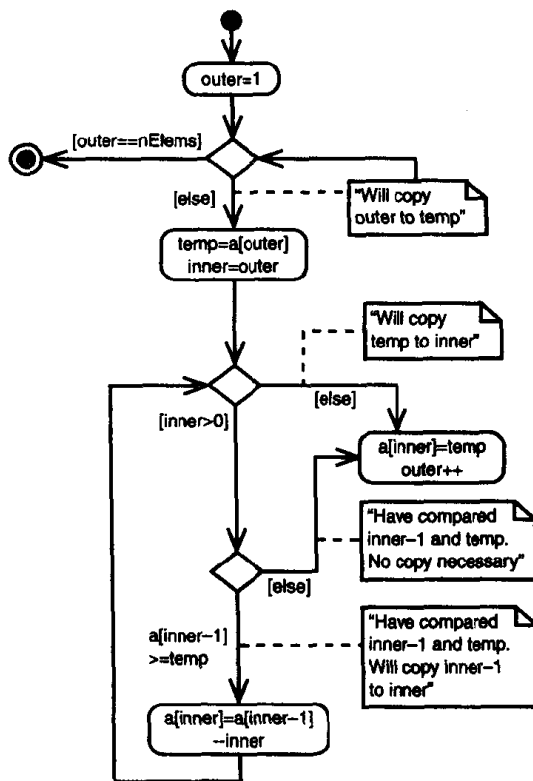 outer=1
[outer==nElems]
[else]
"Will copy
outer to temp"
temp=a[outer]
inner=outer
"Will copy
temp to inner"
[else]
[inner>0]
a[inner]=temp
outer++
"Have compared
inner–1 and temp.
No copy necessary"
[else]
a[inner–1]
>=temp
"Have compared
inner–1 and temp.
Will copy inner–1
to inner"
a[inner]=a[inner–1]
--inner